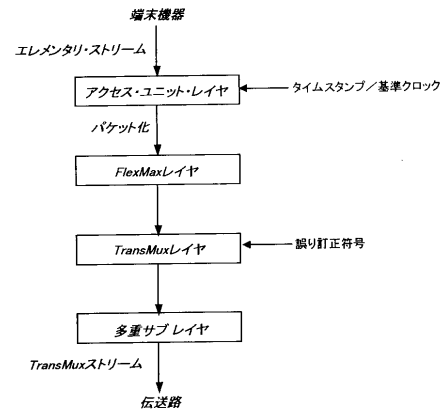 端末機器
エレメンタリ・ストリーム
アクセス・ユニット・レイヤ
タイムスタンプ／基準クロック
パケット化
FlexMaxレイヤ
TransMuxレイヤ
誤り訂正符号
多重サブ レイヤ
TransMuxストリーム
伝送路